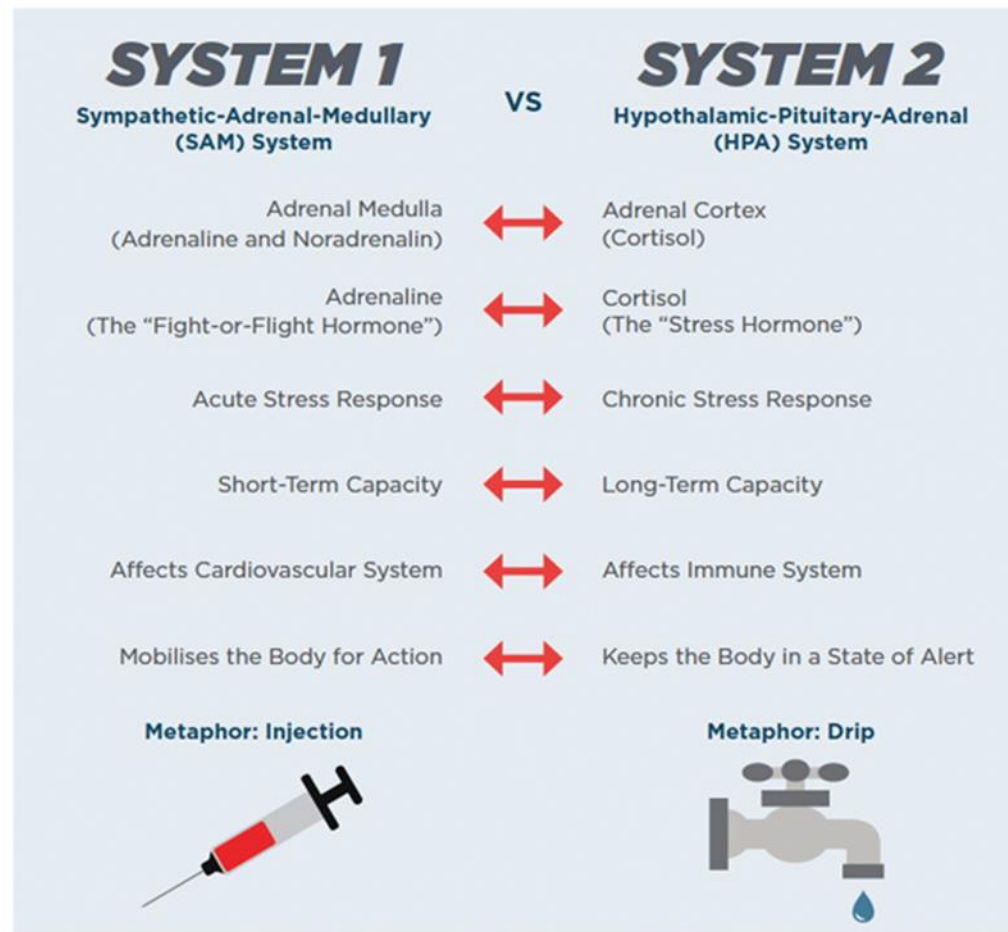 SYSTEM 1
Sympathetic-Adrenal-Medullary
(SAM) System
VS
SYSTEM 2
Hypothalamic-Pituitary-Adrenal
(HPA) System
Adrenal Medulla
(Adrenaline and Noradrenalin)
Adrenal Cortex
(Cortisol)
Adrenaline
(The “Fight-or-Flight Hormone”)
Cortisol
(The “Stress Hormone”)
Acute Stress Response
Chronic Stress Response
Short-Term Capacity
Long-Term Capacity
Affects Cardiovascular System
Affects Immune System
Mobilises the Body for Action
Keeps the Body in a State of Alert
Metaphor: Injection
Metaphor: Drip